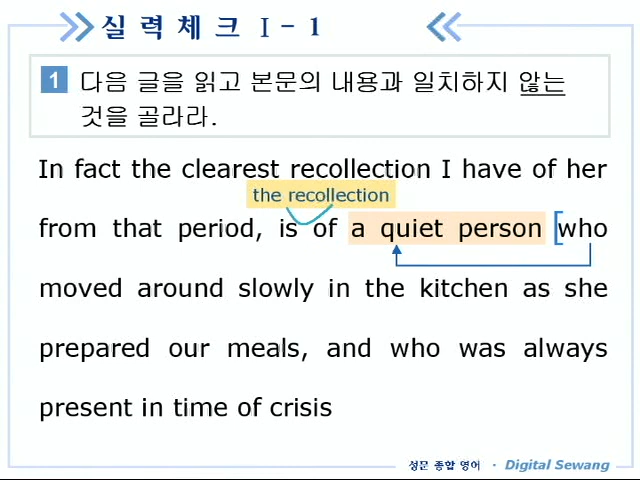 실력체크 I - 1
1 다음 글을 읽고 본문의 내용과 일치하지 않는
것을 골라라.
In fact the clearest recollection I have of her
the recollection
from that period, is of a quiet person [who
moved around slowly in the kitchen as she
prepared our meals, and who was always
present in time of crisis
정문 종합 영어 · Digital Sewang